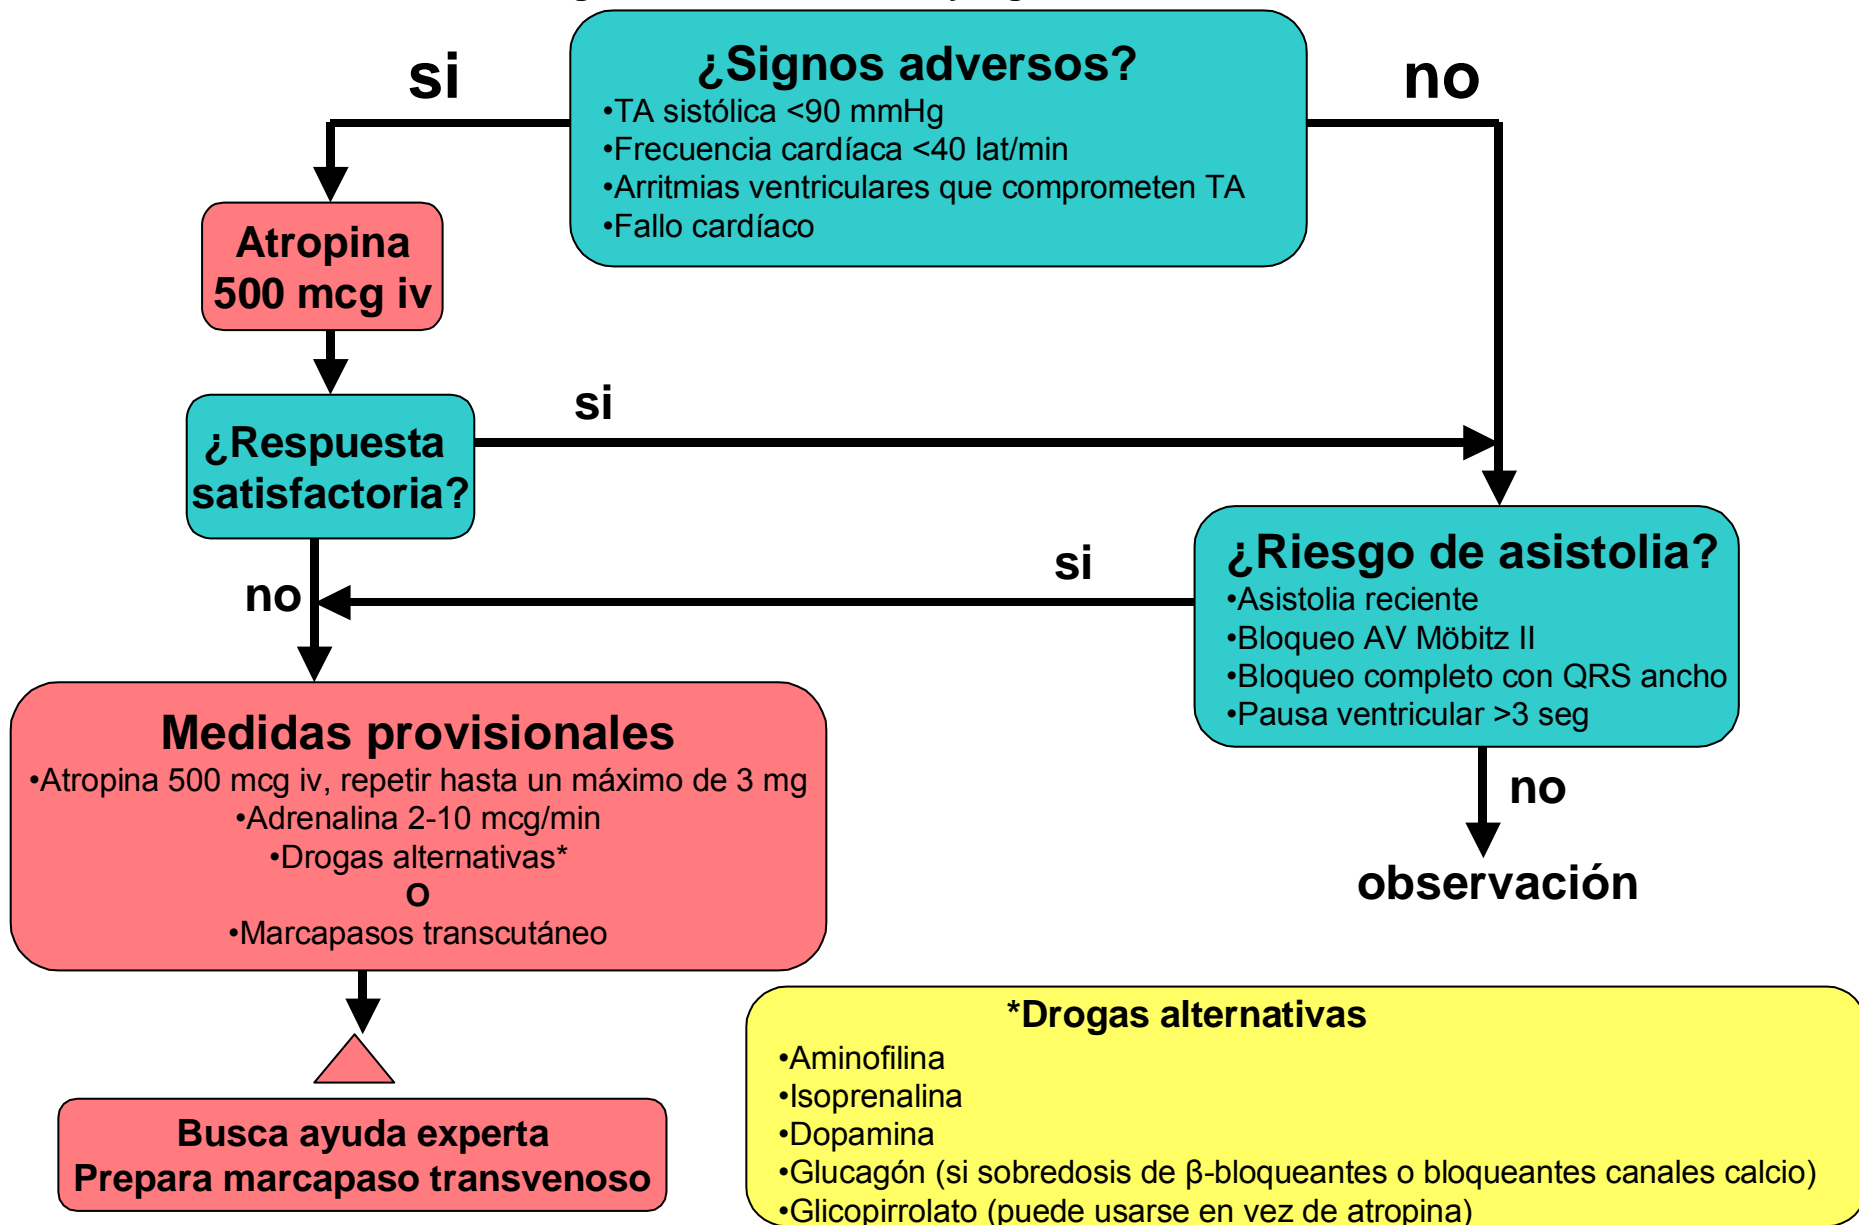 ¿Signos adversos?
•TA sistólica <90 mmHg
•Frecuencia cardíaca <40 lat/min
•Arritmias ventriculares que comprometen TA
•Fallo cardíaco
si
no
Atropina
500 mcg iv
¿Respuesta
satisfactoria?
si
no
¿Riesgo de asistolia?
•Asistolia reciente
•Bloqueo AV Möbitz II
•Bloqueo completo con QRS ancho
•Pausa ventricular >3 seg
si
no
observación
Medidas provisionales
•Atropina 500 mcg iv, repetir hasta un máximo de 3 mg
•Adrenalina 2-10 mcg/min
•Drogas alternativas*
O
•Marcapasos transcutáneo
Busca ayuda experta
Prepara marcapaso transvenoso
*Drogas alternativas
•Aminofilina
•Isoprenalina
•Dopamina
•Glucagón (si sobredosis de β-bloqueantes o bloqueantes canales calcio)
•Glicopirrolato (puede usarse en vez de atropina)